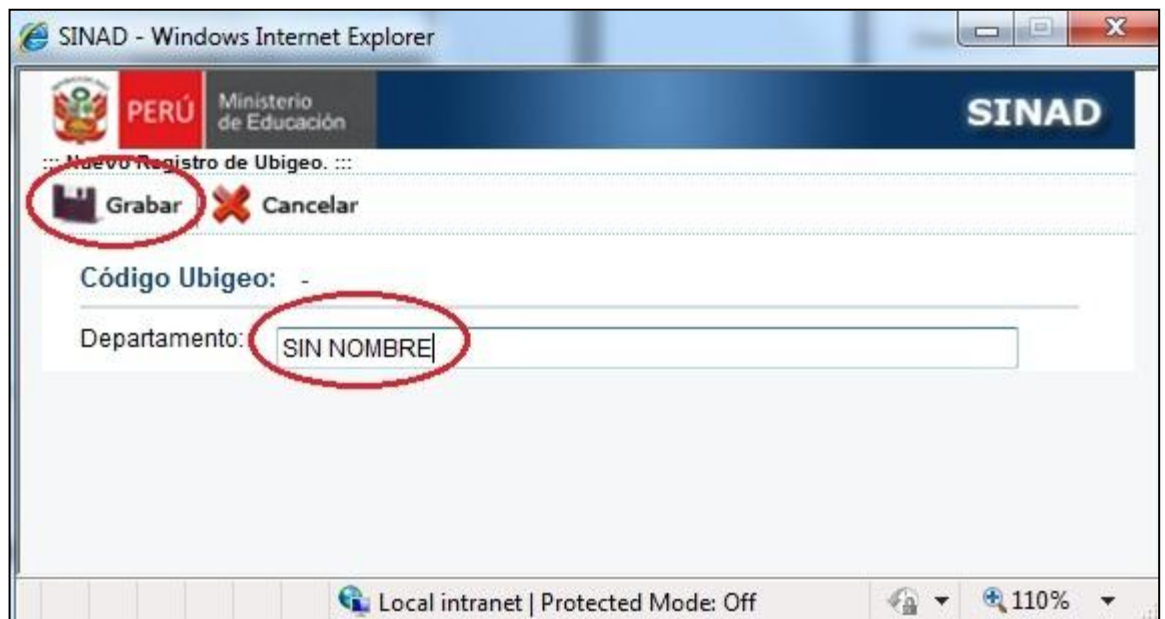 SINAD - Windows Internet Explorer
PERÚ
Ministerio
de Educación
SINAD
::: Nuevo Registro de Ubigeo. :::
Grabar
Cancelar
Código Ubigeo: -
Departamento: SIN NOMBRE
Local intranet | Protected Mode: Off
110%